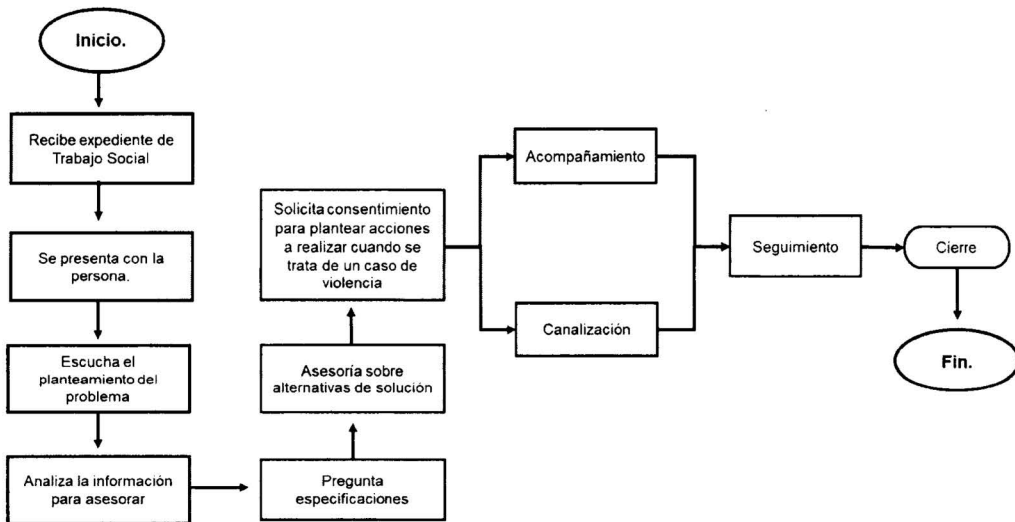 Inicio.
Recibe expediente de
Trabajo Social
Se presenta con la
persona.
Escucha el
planteamiento del
problema
Analiza la información
para asesorar
Pregunta
especificaciones
Asesoría sobre
alternativas de solución
Solicita consentimiento
para plantear acciones
a realizar cuando se
trata de un caso de
violencia
Acompañamiento
Canalización
Seguimiento
Cierre
Fin.